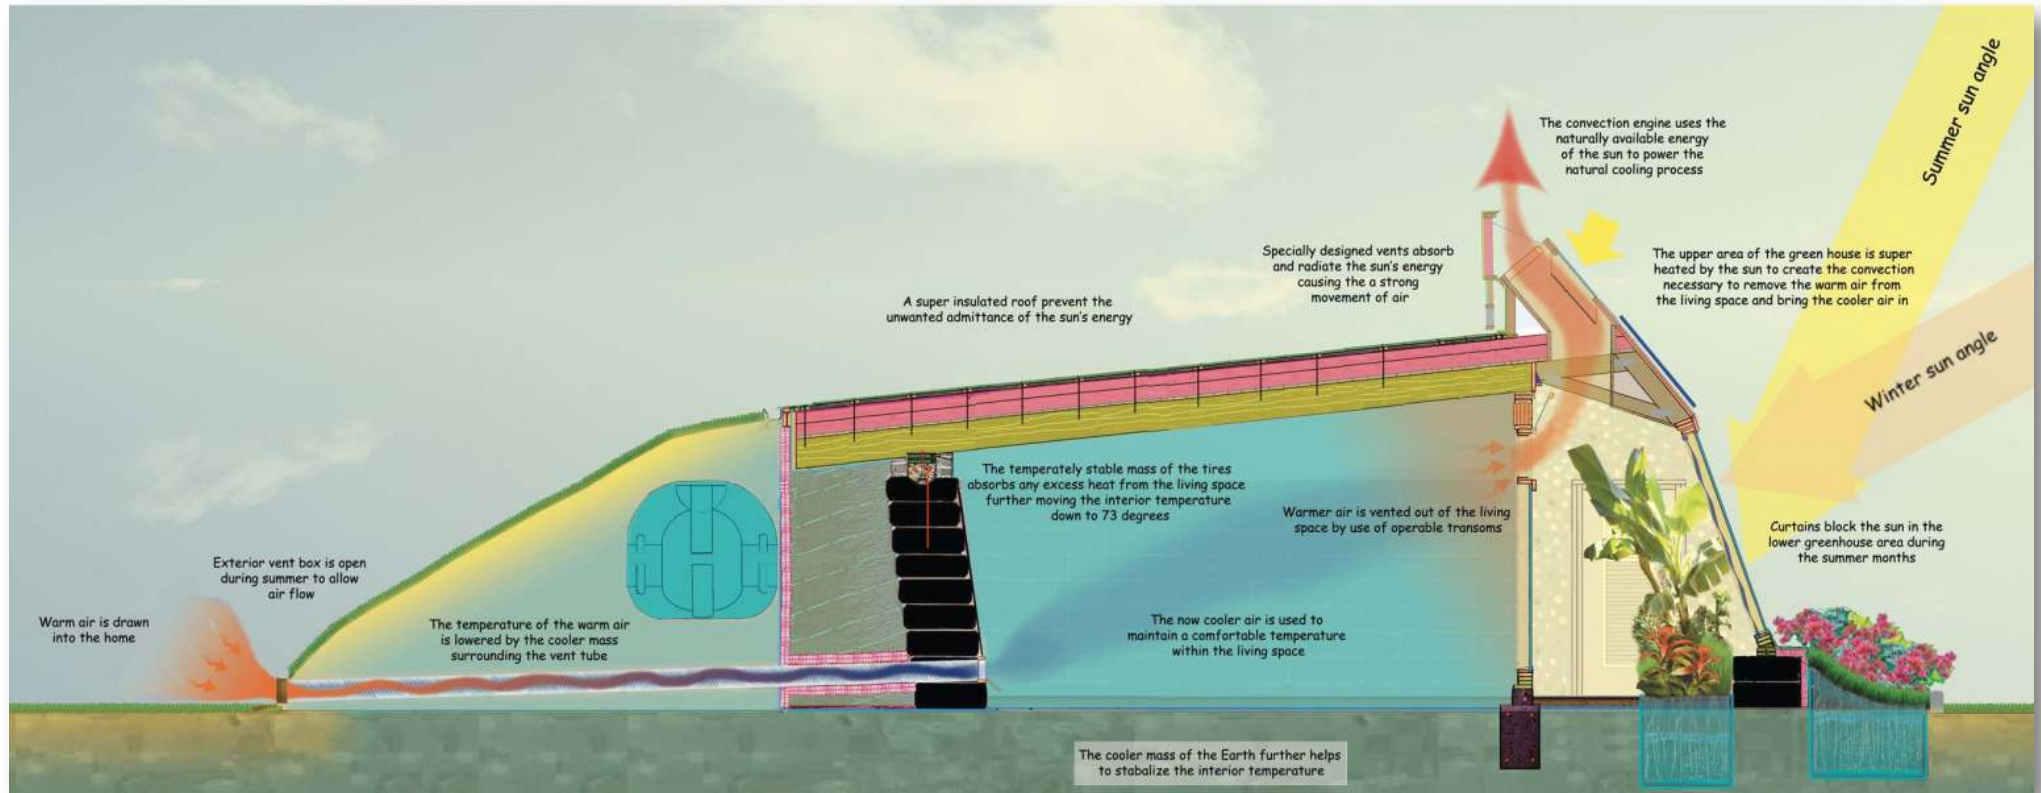 Summer sun angle
The convection engine uses the
naturally available energy
of the sun to power the
natural cooling process
Specially designed vents absorb
and radiate the sun's energy
causing the a strong
movement of air
The upper area of the green house is super
heated by the sun to create the convection
necessary to remove the warm air from
the living space and bring the cooler air in
A super insulated roof prevent the
unwanted admittance of the sun's energy
Winter sun angle
The temperately stable mass of the tires
absorbs any excess heat from the living space
further moving the interior temperature
down to 73 degrees
Warmer air is vented out of the living
space by use of operable transoms
Curtains block the sun in the
lower greenhouse area during
the summer months
Exterior vent box is open
during summer to allow
air flow
Warm air is drawn
into the home
The temperature of the warm air
is lowered by the cooler mass
surrounding the vent tube
The now cooler air is used to
maintain a comfortable temperature
within the living space
The cooler mass of the Earth further helps
to stabalize the interior temperature